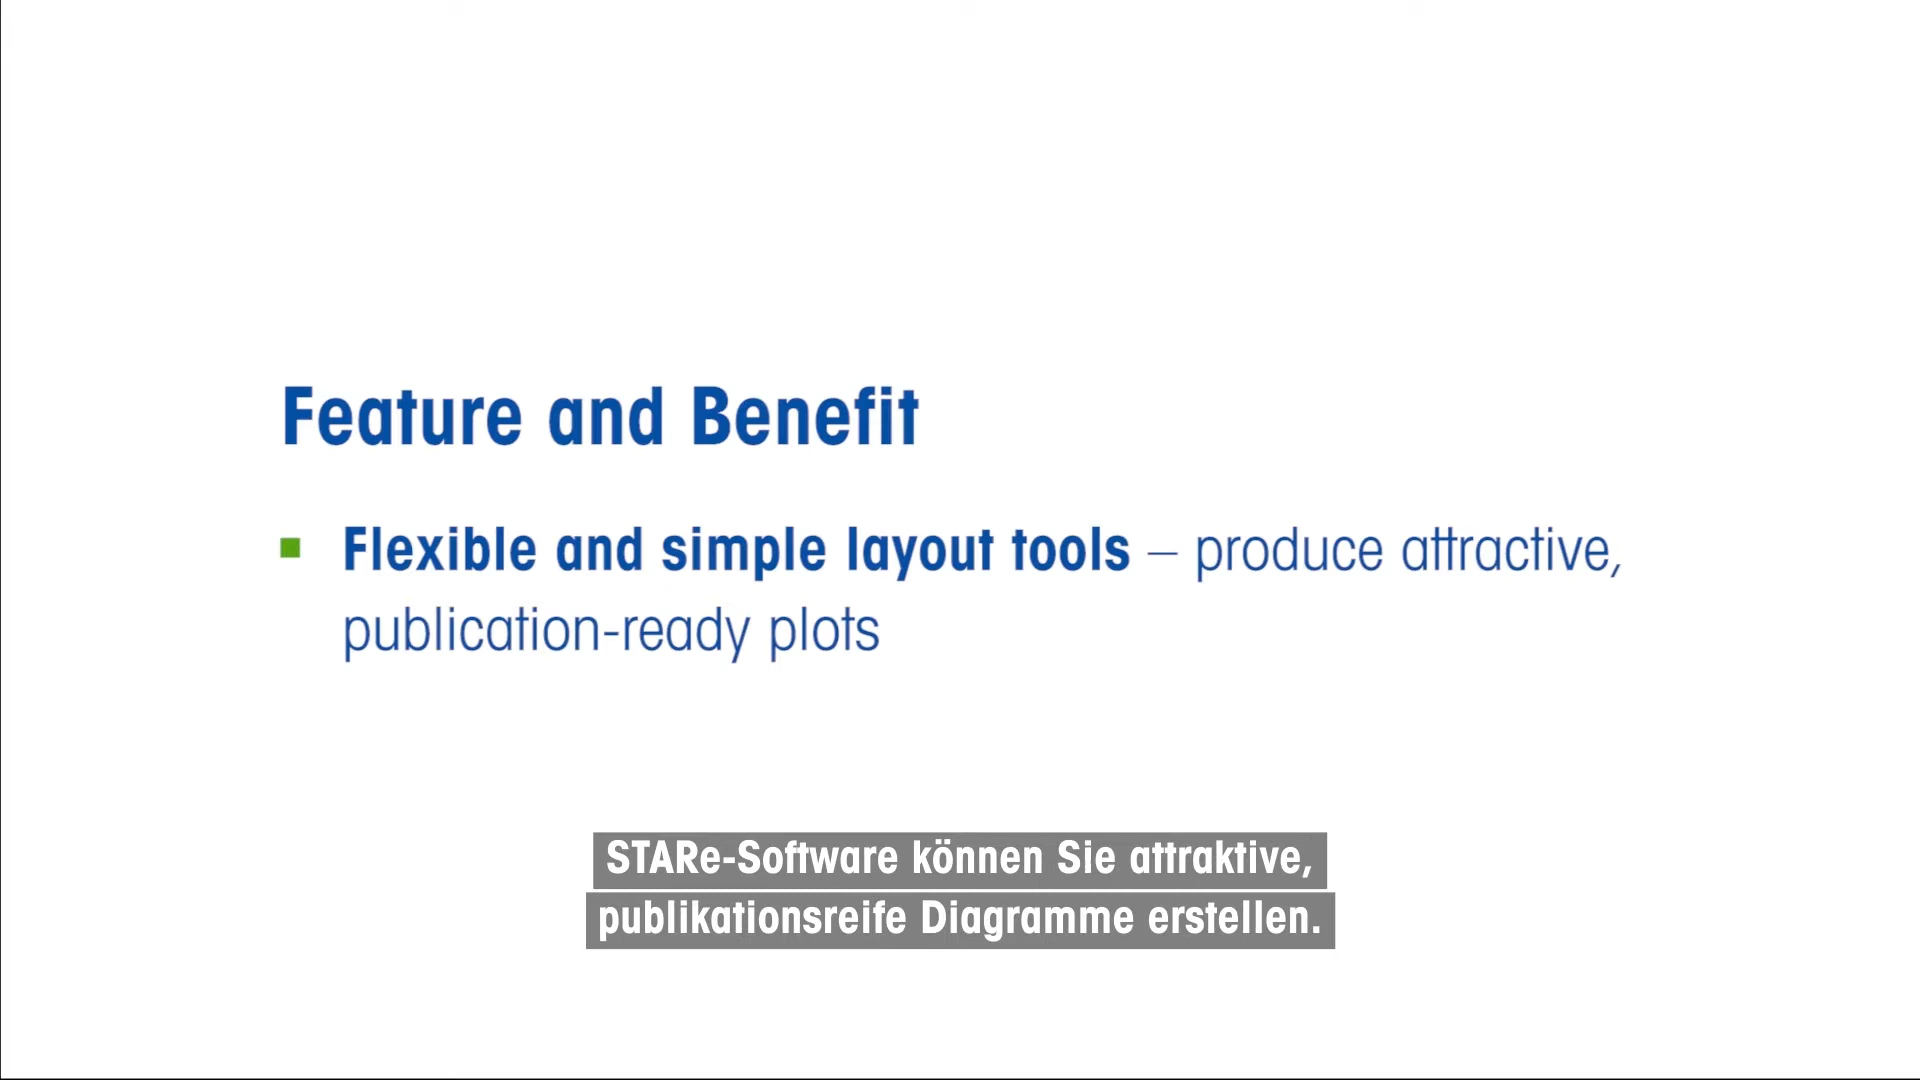 Feature and Benefit
▪ Flexible and simple layout tools – produce attractive,
publication-ready plots
STARe-Software können Sie attraktive,
publikationsreife Diagramme erstellen.